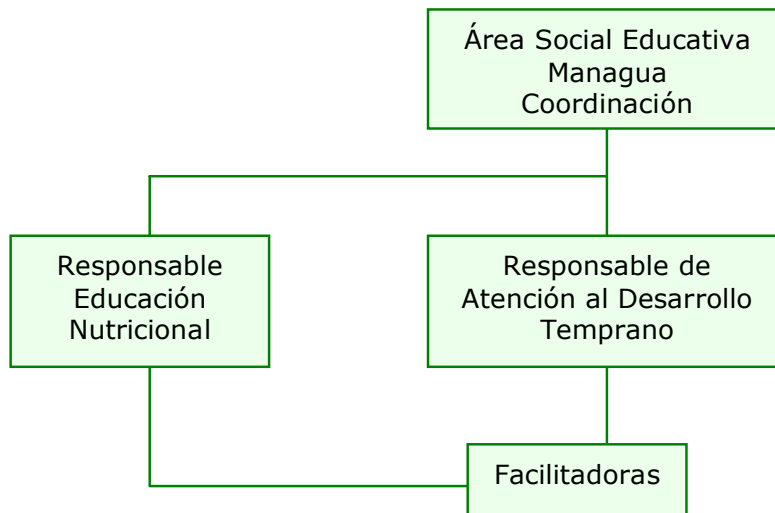 Área Social Educativa
Managua
Coordinación
Responsable
Educación
Nutricional
Responsable de
Atención al Desarrollo
Temprano
Facilitadoras